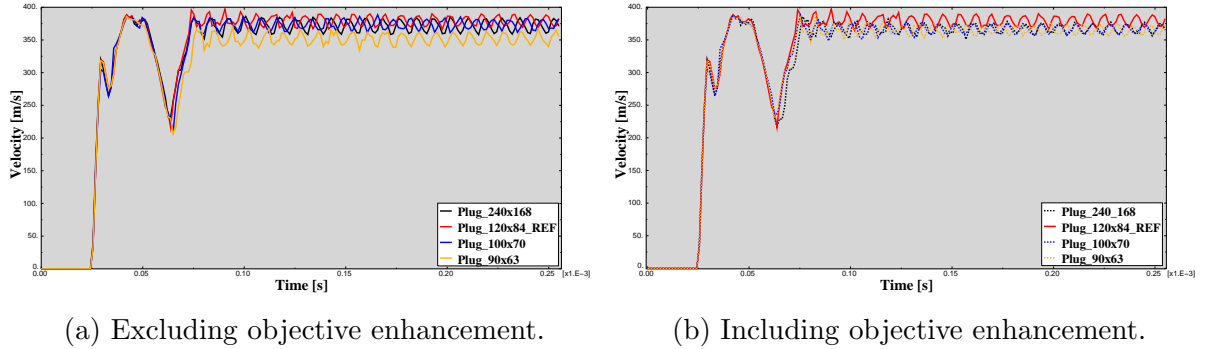 400.
350.
300.
250.
200.
150.
100.
50.
0.
Velocity [m/s]
0.00 0.05 0.10 0.15 0.20 0.25
[x1.E-3]
Time [s]
Plug_240x168
Plug_120x84_REF
Plug_100x70
Plug_90x63
(a) Excluding objective enhancement.
400.
350.
300.
250.
200.
150.
100.
50.
0.
Velocity [m/s]
0.00 0.05 0.10 0.15 0.20 0.25
[x1.E-3]
Time [s]
Plug_240_168
Plug_120x84_REF
Plug_100x70
Plug_90x63
(b) Including objective enhancement.